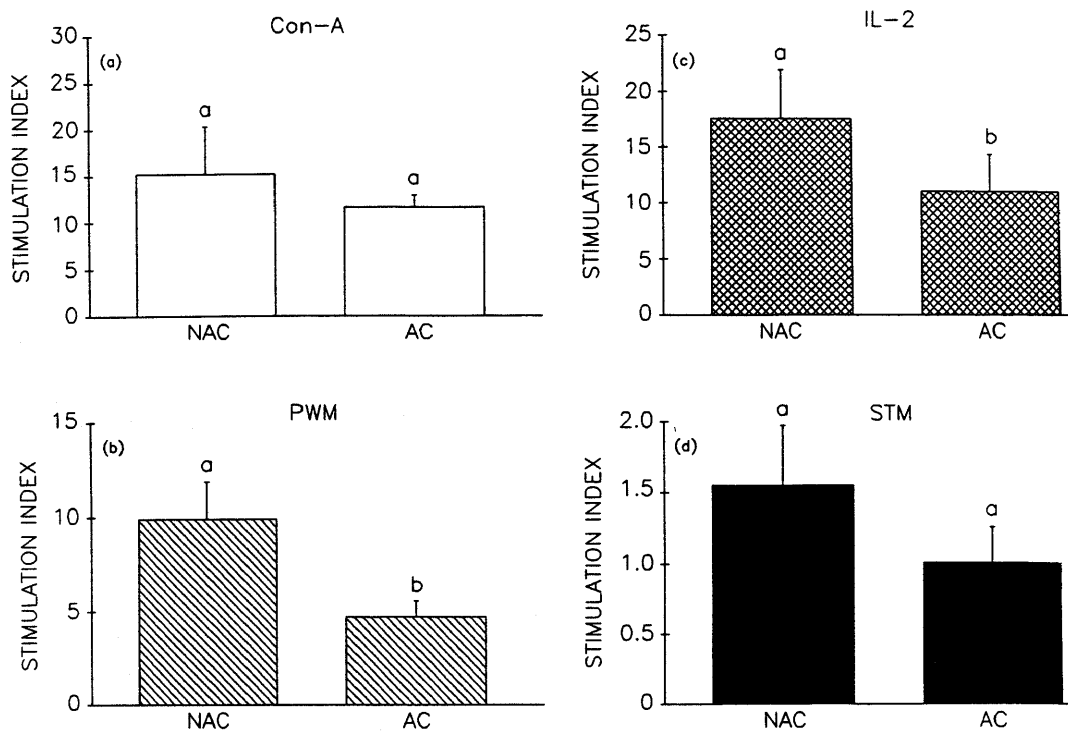 Con-A
(a)
STIMULATION INDEX
30
25
20
15
10
5
0
a
a
NAC
AC
IL-2
(c)
STIMULATION INDEX
25
20
15
10
5
0
a
b
NAC
AC
PWM
(b)
STIMULATION INDEX
15
10
5
0
a
b
NAC
AC
STM
(d)
STIMULATION INDEX
2.0
1.5
1.0
0.5
0
a
a
NAC
AC